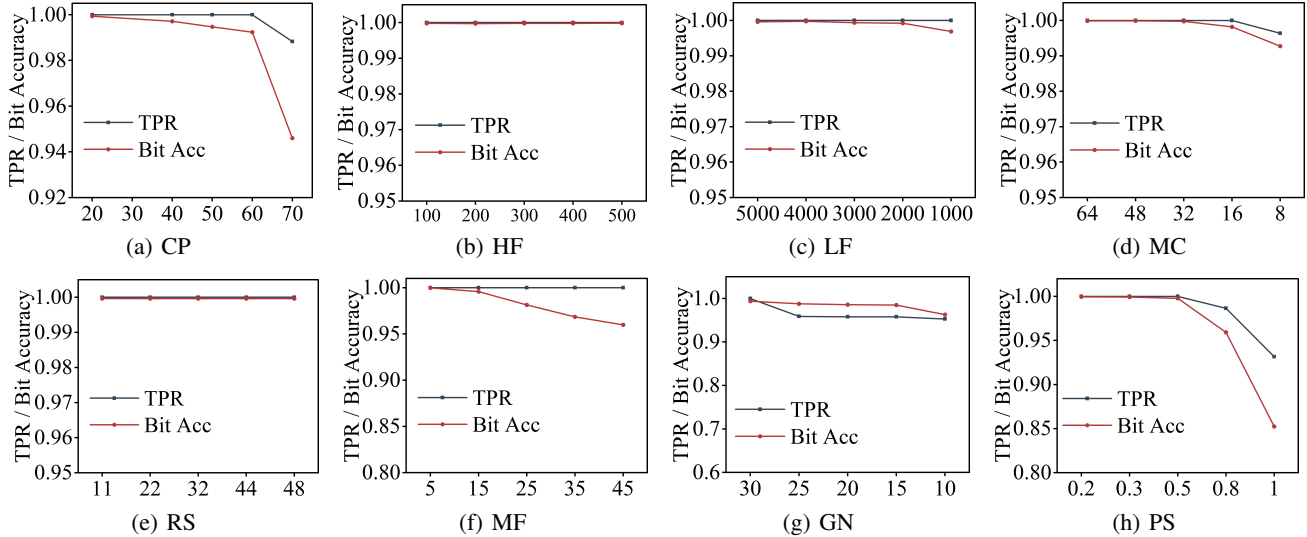 TPR / Bit Accuracy
1.00
0.98
0.96
0.94
0.92
TPR
Bit Acc
20 30 40 50 60 70
(a) CP
TPR / Bit Accuracy
1.00
0.99
0.98
0.97
0.96
0.95
TPR
Bit Acc
100 200 300 400 500
(b) HF
TPR / Bit Accuracy
1.00
0.99
0.98
0.97
0.96
0.95
TPR
Bit Acc
5000 4000 3000 2000 1000
(c) LF
TPR / Bit Accuracy
1.00
0.99
0.98
0.97
0.96
0.95
TPR
Bit Acc
64 48 32 16 8
(d) MC
TPR / Bit Accuracy
1.00
0.99
0.98
0.97
0.96
0.95
TPR
Bit Acc
11 22 32 44 48
(e) RS
TPR / Bit Accuracy
1.00
0.95
0.90
0.85
0.80
TPR
Bit Acc
5 15 25 35 45
(f) MF
TPR / Bit Accuracy
1.0
0.9
0.8
0.7
0.6
TPR
Bit Acc
30 25 20 15 10
(g) GN
TPR / Bit Accuracy
1.00
0.95
0.90
0.85
0.80
TPR
Bit Acc
0.2 0.3 0.5 0.8 1
(h) PS